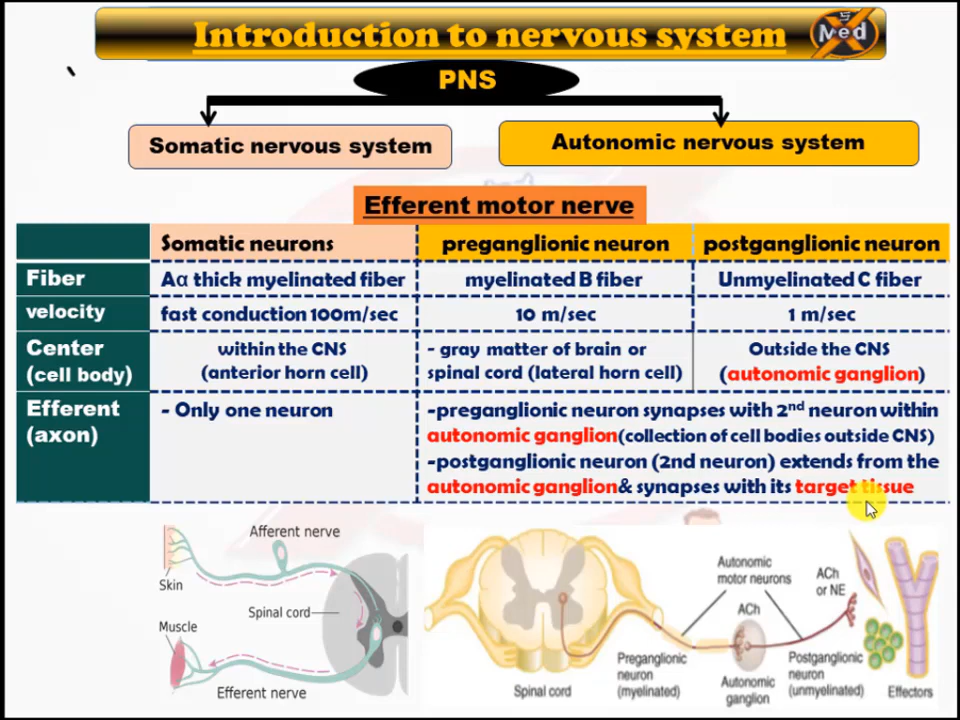 Introduction to nervous system
Med
PNS
Somatic nervous system
Autonomic nervous system
Efferent motor nerve
Somatic neurons
preganglionic neuron
postganglionic neuron
Fiber
Aα thick myelinated fiber
myelinated B fiber
Unmyelinated C fiber
velocity
fast conduction 100m/sec
10 m/sec
1 m/sec
Center
(cell body)
within the CNS
(anterior horn cell)
- gray matter of brain or
spinal cord (lateral horn cell)
Outside the CNS
(autonomic ganglion)
Efferent
(axon)
- Only one neuron
-preganglionic neuron synapses with 2nd neuron within
autonomic ganglion(collection of cell bodies outside CNS)
-postganglionic neuron (2nd neuron) extends from the
autonomic ganglion& synapses with its target tissue
Afferent nerve
Skin
Spinal cord
Muscle
Efferent nerve
Autonomic
motor neurons
ACh
or NE
ACh
Preganglionic
neuron
(myelinated)
Postganglionic
neuron
(unmyelinated)
Spinal cord
Autonomic
ganglion
Effectors